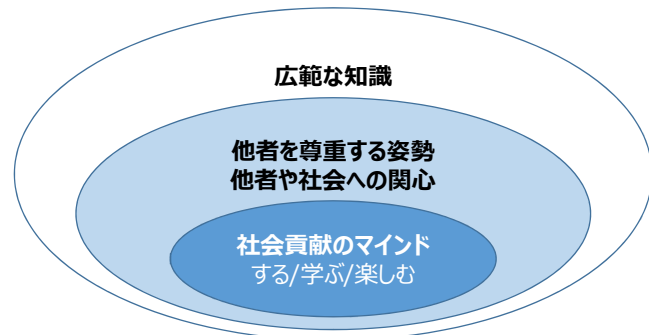 広範な知識
他者を尊重する姿勢
他者や社会への関心
社会貢献のマインド
する/学ぶ/楽しむ